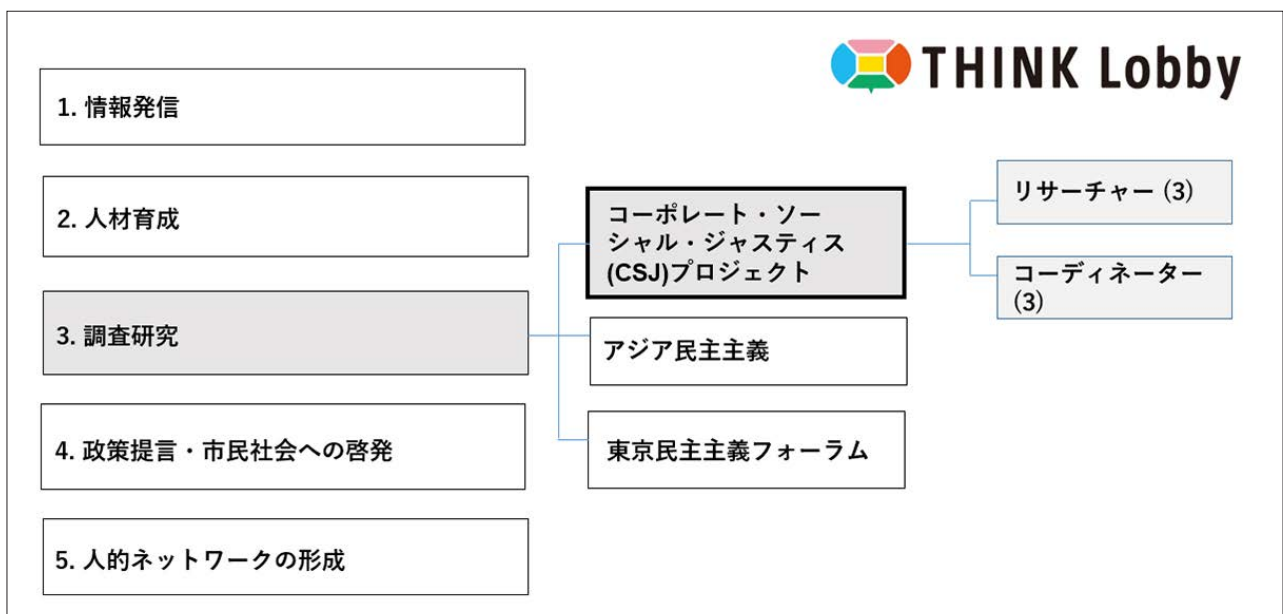 THINK Lobby
1. 情報発信
2. 人材育成
3. 調査研究
4. 政策提言・市民社会への啓発
5. 人的ネットワークの形成
コーポレート・ソー
シャル・ジャスティス
(CSJ)プロジェクト
アジア民主主義
東京民主主義フォーラム
リサーチャー (3)
コーディネーター
(3)